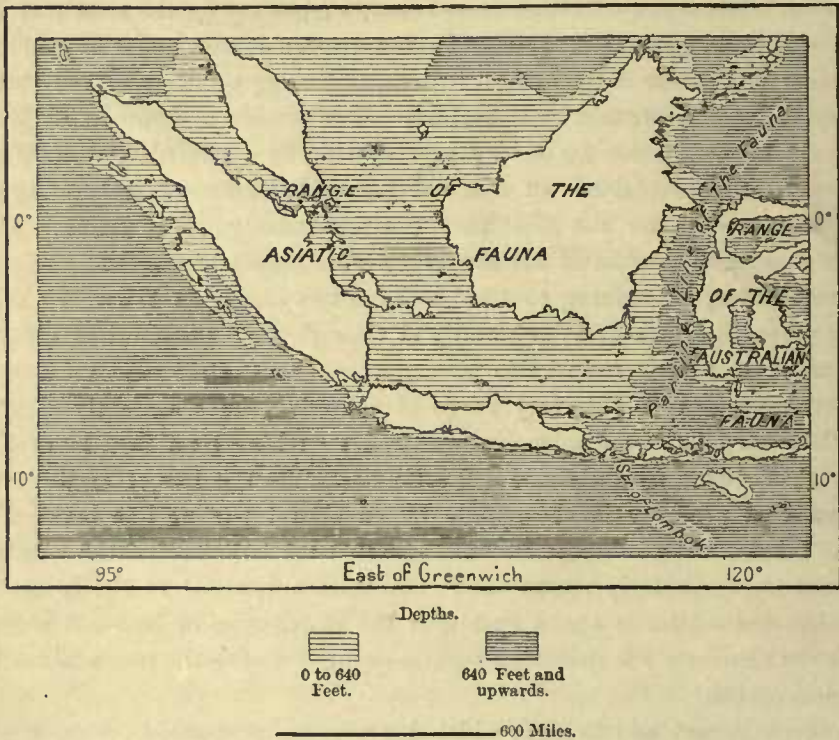 RANGE OF THE
ASIATIC FAUNA
Parting Line of The Fauna
RANGE
OF THE
AUSTRALIAN
FAUNA
Str of Lombok
0° 0°
10° 10°
95° East of Greenwich 120°
Depths.
0 to 640
Feet.
640 Feet and
upwards.
600 Miles.